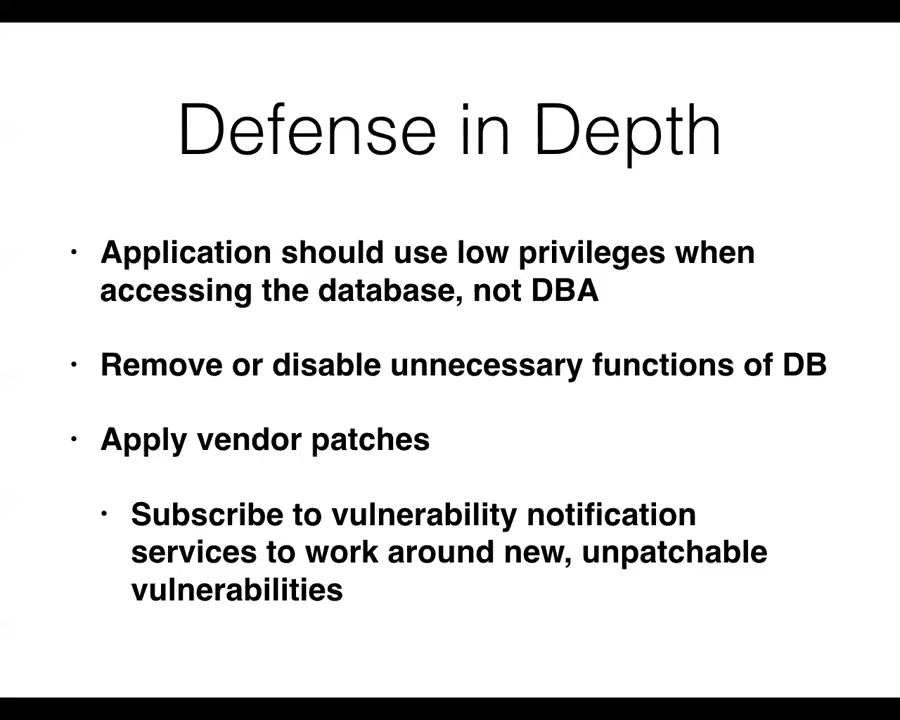 Defense in Depth
· Application should use low privileges when
accessing the database, not DBA
· Remove or disable unnecessary functions of DB
· Apply vendor patches
· Subscribe to vulnerability notification
services to work around new, unpatchable
vulnerabilities